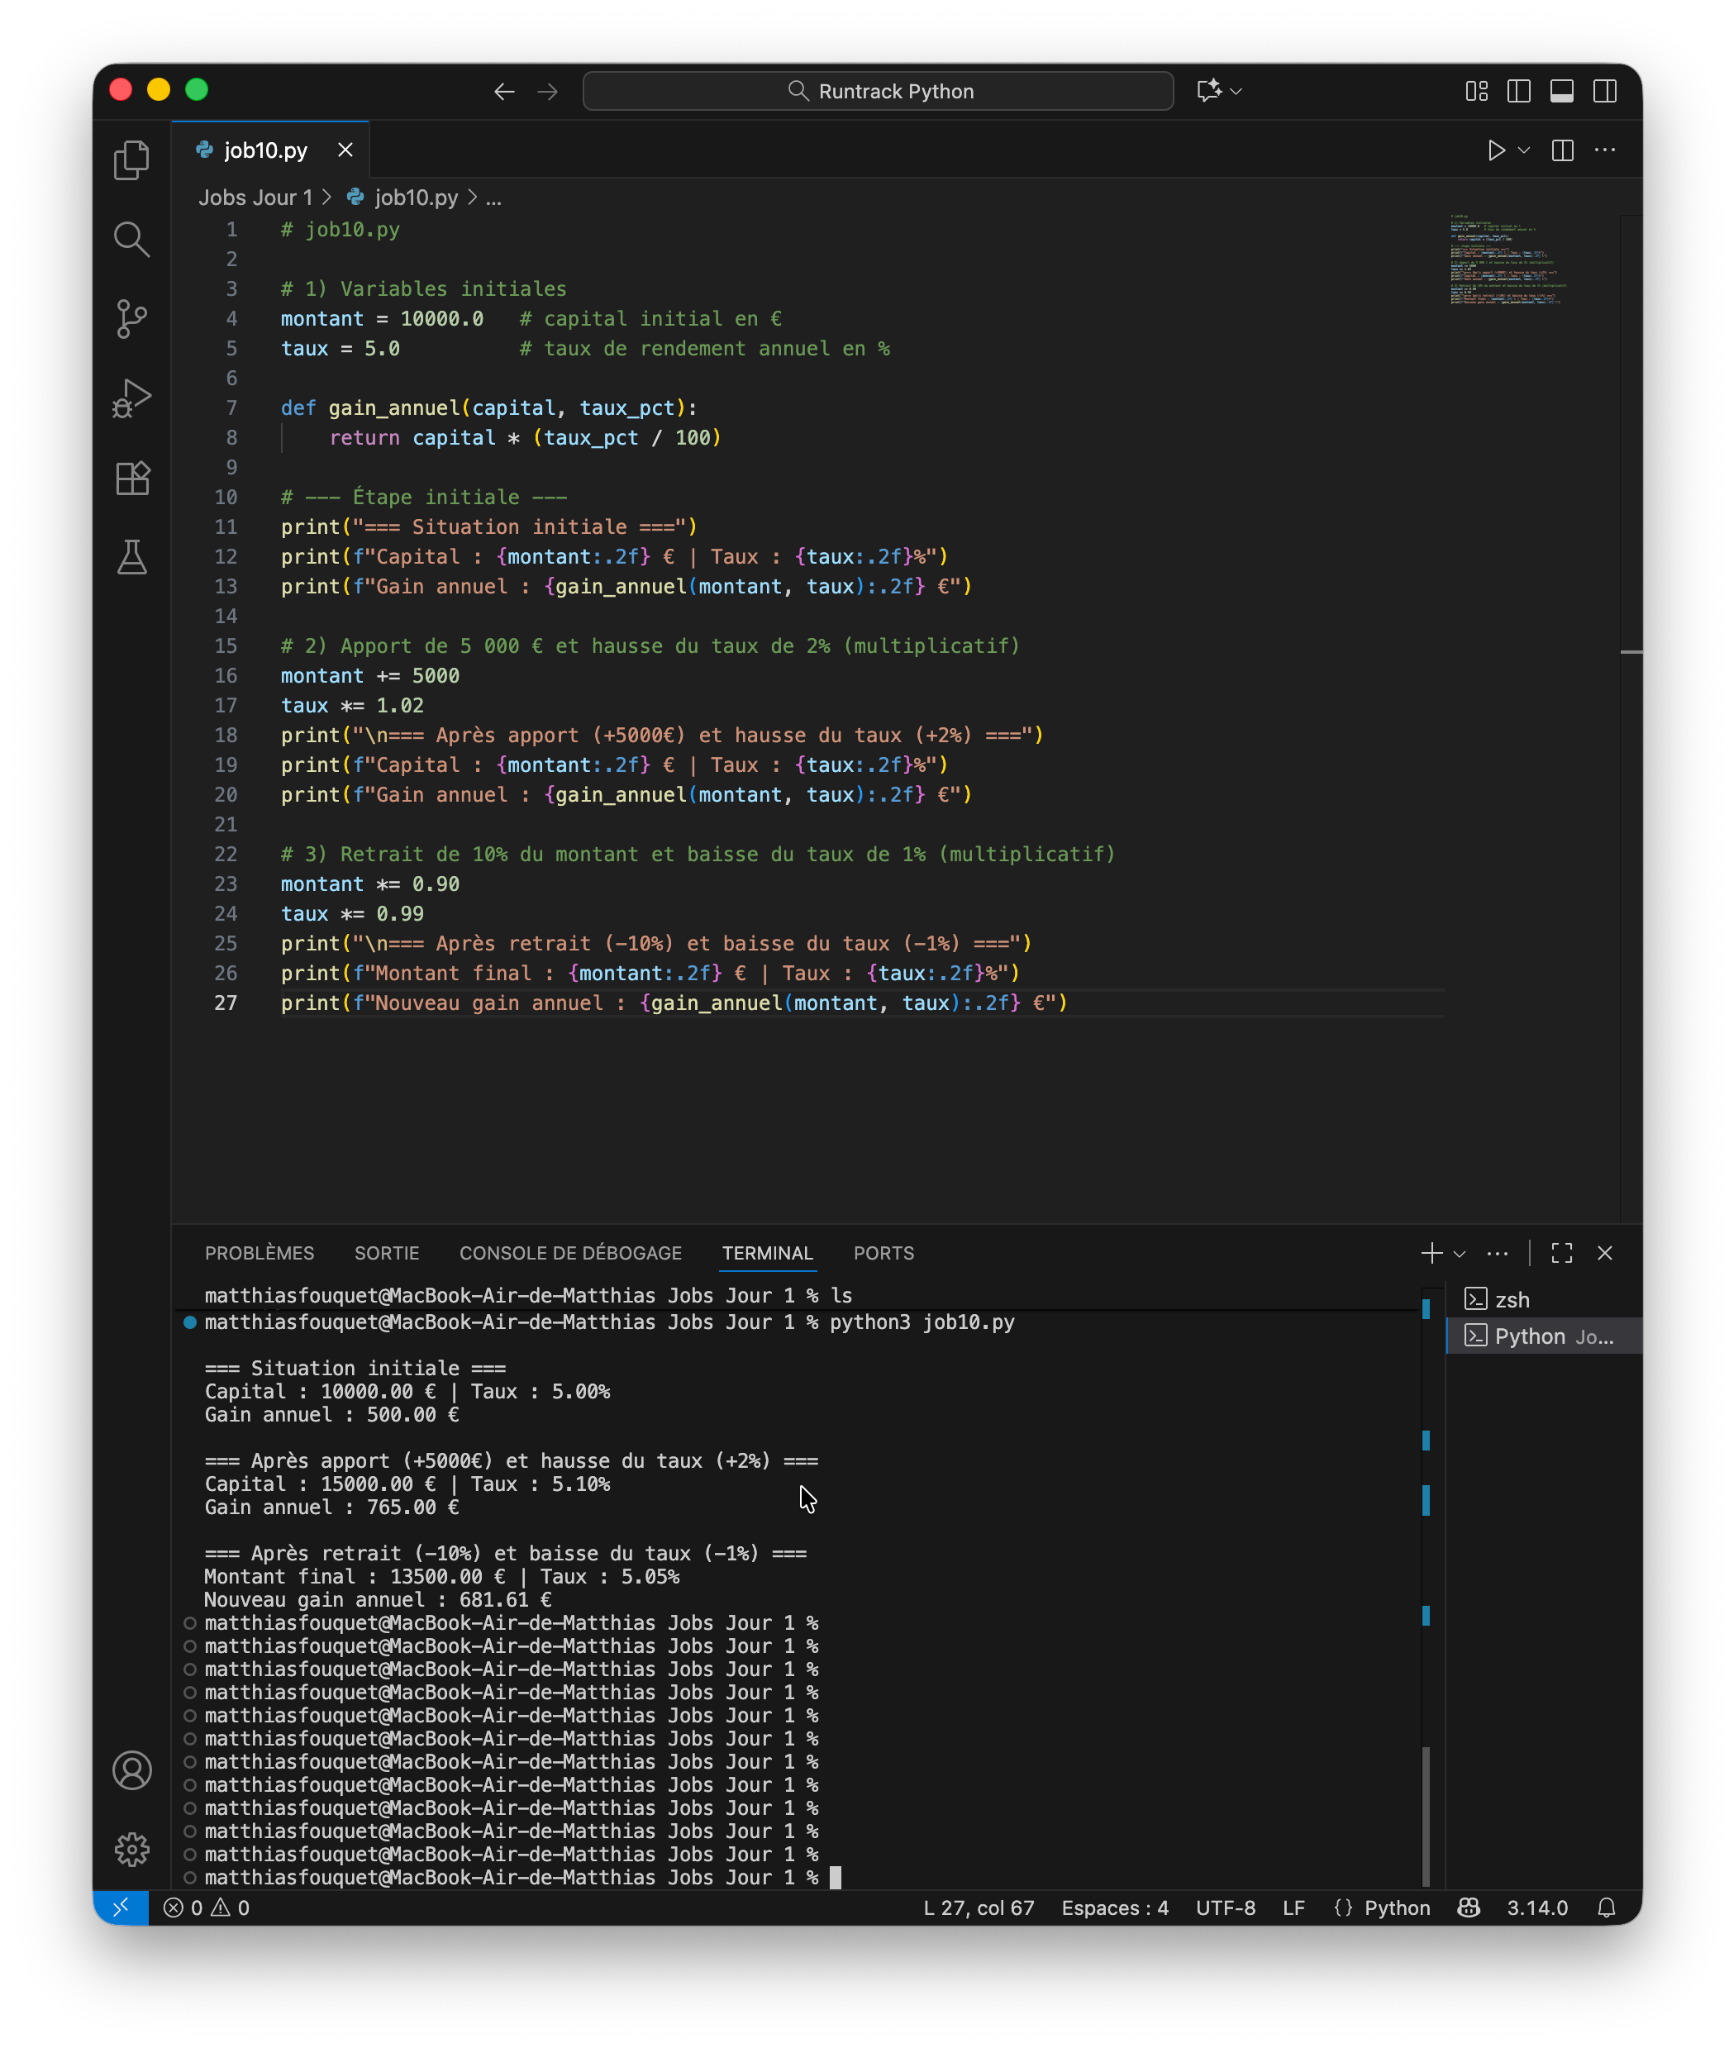 Runtrack Python
job10.py
Jobs Jour 1 > job10.py > ...
1 # job10.py
2
3 # 1) Variables initiales
4 montant = 10000.0   # capital initial en €
5 taux = 5.0          # taux de rendement annuel en %
6
7 def gain_annuel(capital, taux_pct):
8     return capital * (taux_pct / 100)
9
10 # --- Étape initiale ---
11 print("=== Situation initiale ===")
12 print(f"Capital : {montant:.2f} € | Taux : {taux:.2f}%")
13 print(f"Gain annuel : {gain_annuel(montant, taux):.2f} €")
14
15 # 2) Apport de 5 000 € et hausse du taux de 2% (multiplicatif)
16 montant += 5000
17 taux *= 1.02
18 print("\n=== Après apport (+5000€) et hausse du taux (+2%) ===")
19 print(f"Capital : {montant:.2f} € | Taux : {taux:.2f}%")
20 print(f"Gain annuel : {gain_annuel(montant, taux):.2f} €")
21
22 # 3) Retrait de 10% du montant et baisse du taux de 1% (multiplicatif)
23 montant *= 0.90
24 taux *= 0.99
25 print("\n=== Après retrait (-10%) et baisse du taux (-1%) ===")
26 print(f"Montant final : {montant:.2f} € | Taux : {taux:.2f}%")
27 print(f"Nouveau gain annuel : {gain_annuel(montant, taux):.2f} €")
PROBLÈMES SORTIE CONSOLE DE DÉBOGAGE TERMINAL PORTS
matthiasfouquet@MacBook-Air-de-Matthias Jobs Jour 1 % ls
matthiasfouquet@MacBook-Air-de-Matthias Jobs Jour 1 % python3 job10.py
=== Situation initiale ===
Capital : 10000.00 € | Taux : 5.00%
Gain annuel : 500.00 €
=== Après apport (+5000€) et hausse du taux (+2%) ===
Capital : 15000.00 € | Taux : 5.10%
Gain annuel : 765.00 €
=== Après retrait (-10%) et baisse du taux (-1%) ===
Montant final : 13500.00 € | Taux : 5.05%
Nouveau gain annuel : 681.61 €
matthiasfouquet@MacBook-Air-de-Matthias Jobs Jour 1 %
matthiasfouquet@MacBook-Air-de-Matthias Jobs Jour 1 %
matthiasfouquet@MacBook-Air-de-Matthias Jobs Jour 1 %
matthiasfouquet@MacBook-Air-de-Matthias Jobs Jour 1 %
matthiasfouquet@MacBook-Air-de-Matthias Jobs Jour 1 %
matthiasfouquet@MacBook-Air-de-Matthias Jobs Jour 1 %
matthiasfouquet@MacBook-Air-de-Matthias Jobs Jour 1 %
matthiasfouquet@MacBook-Air-de-Matthias Jobs Jour 1 %
matthiasfouquet@MacBook-Air-de-Matthias Jobs Jour 1 %
matthiasfouquet@MacBook-Air-de-Matthias Jobs Jour 1 %
matthiasfouquet@MacBook-Air-de-Matthias Jobs Jour 1 %
matthiasfouquet@MacBook-Air-de-Matthias Jobs Jour 1 %
zsh
Python Jo...
0 0 L 27, col 67 Espaces : 4 UTF-8 LF {} Python 3.14.0